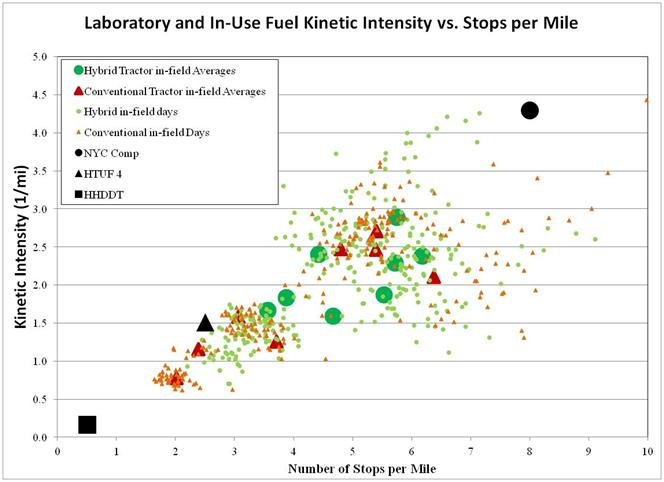 Laboratory and In-Use Fuel Kinetic Intensity vs. Stops per Mile
Kinetic Intensity (1/mi)
5.0
4.5
4.0
3.5
3.0
2.5
2.0
1.5
1.0
0.5
0.0
Hybrid Tractor in-field Averages
Conventional Tractor in-field Averages
Hybrid in-field days
Conventional in-field Days
NYC Comp
HTUF 4
HHDDT
0 1 2 3 4 5 6 7 8 9 10
Number of Stops per Mile